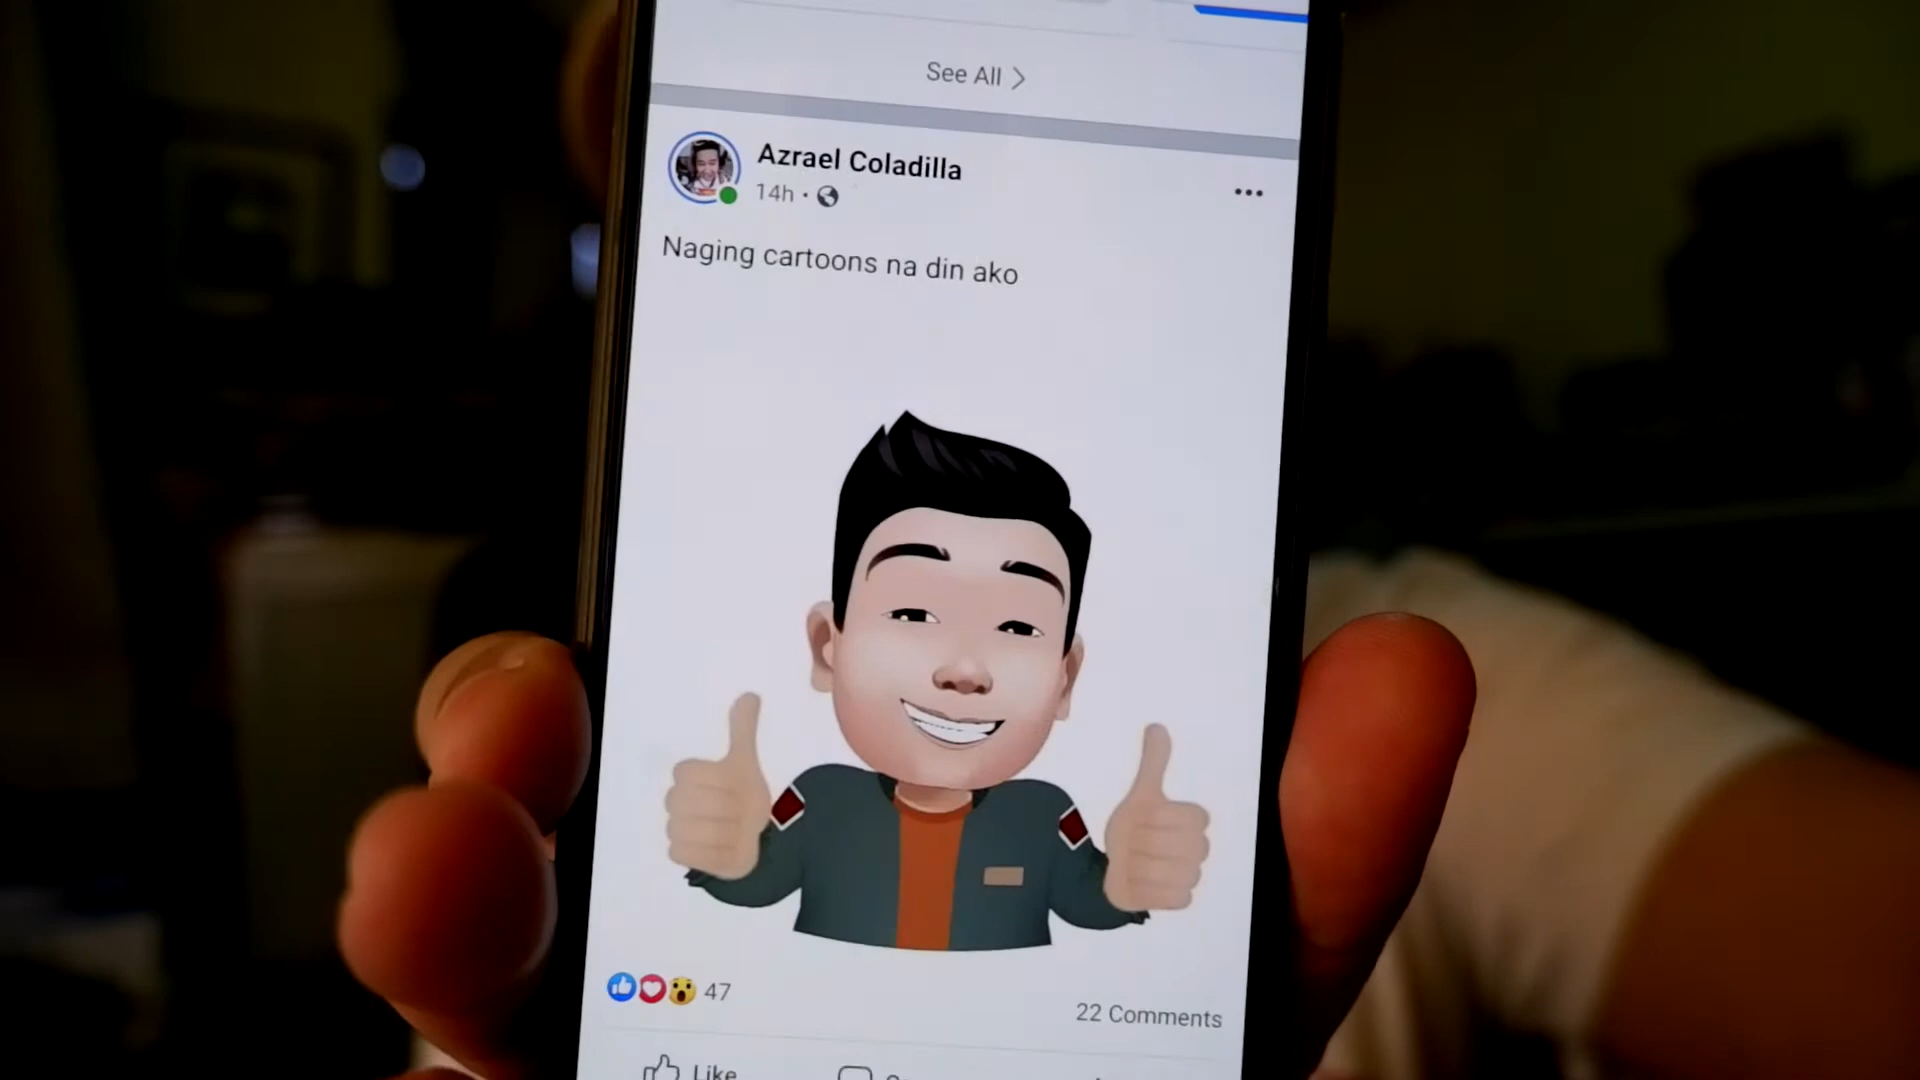 See All
Azrael Coladilla
14h
Naging cartoons na din ako
47
22 Comments
Like